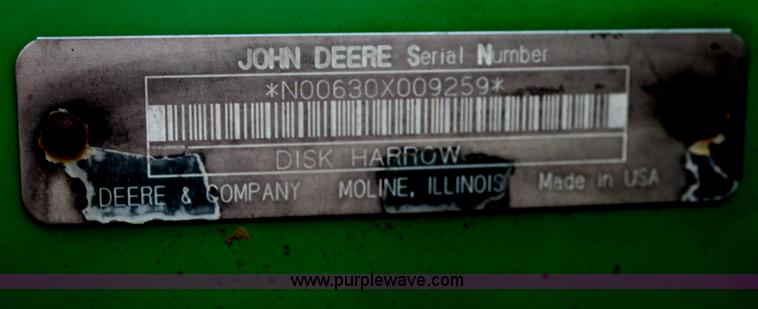 JOHN DEERE Serial Number
*N00630X009259*
DISK HARROW
DEERE & COMPANY MOLINE, ILLINOIS Made in USA
www.purplewave.com